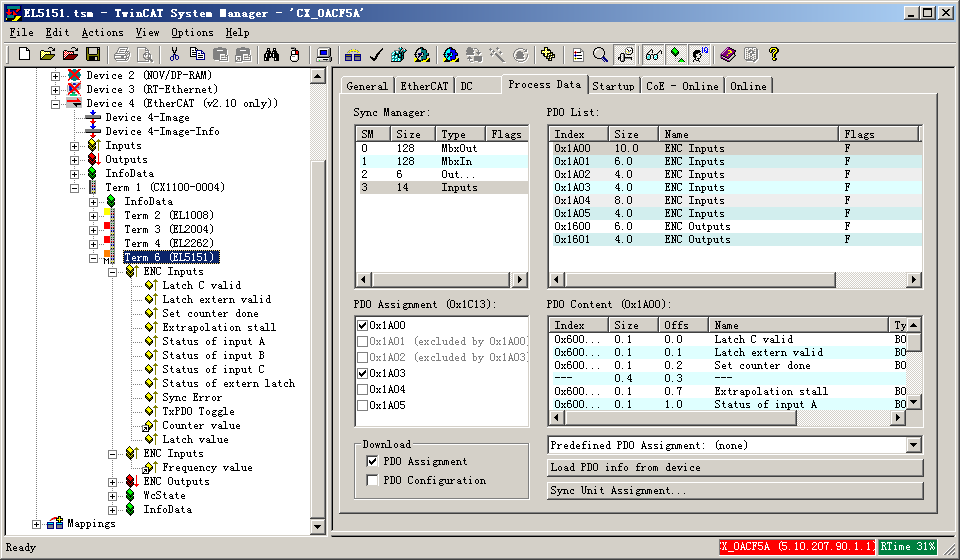 EL5151.tsm - TwinCAT System Manager - 'CX_0ACF5A'
File Edit Actions View Options Help
Device 2 (NOV/DP-RAM)
Device 3 (RT-Ethernet)
Device 4 (EtherCAT (v2.10 only))
Device 4-Image
Device 4-Image-Info
Inputs
Outputs
InfoData
Term 1 (CX1100-0004)
InfoData
Term 2 (EL1008)
Term 3 (EL2004)
Term 4 (EL2262)
Term 6 (EL5151)
ENC Inputs
Latch C valid
Latch extern valid
Set counter done
Extrapolation stall
Status of input A
Status of input B
Status of input C
Status of extern latch
Sync Error
TxPDO Toggle
Counter value
Latch value
ENC Inputs
Frequency value
ENC Outputs
WcState
InfoData
Mappings
General EtherCAT DC Process Data Startup CoE - Online Online
Sync Manager:
SM Size Type Flags
0 128 MbxOut
1 128 MbxIn
2 6 Out...
3 14 Inputs
PDO List:
Index Size Name Flags
0x1A00 10.0 ENC Inputs F
0x1A01 6.0 ENC Inputs F
0x1A02 4.0 ENC Inputs F
0x1A03 4.0 ENC Inputs F
0x1A04 8.0 ENC Inputs F
0x1A05 4.0 ENC Inputs F
0x1600 6.0 ENC Outputs F
0x1601 4.0 ENC Outputs F
PDO Assignment (0x1C13):
0x1A00
0x1A01 (excluded by 0x1A00)
0x1A02 (excluded by 0x1A03)
0x1A03
0x1A04
0x1A05
PDO Content (0x1A00):
Index Size Offs Name Ty
0x600... 0.1 0.0 Latch C valid BO
0x600... 0.1 0.1 Latch extern valid BO
0x600... 0.1 0.2 Set counter done BO
--- 0.4 0.3 ---
0x600... 0.1 0.7 Extrapolation stall BO
0x600... 0.1 1.0 Status of input A BO
Download
PDO Assignment
PDO Configuration
Predefined PDO Assignment: (none)
Load PDO info from device
Sync Unit Assignment...
Ready
CX_0ACF5A (5.10.207.90.1.1)
RTime 31%